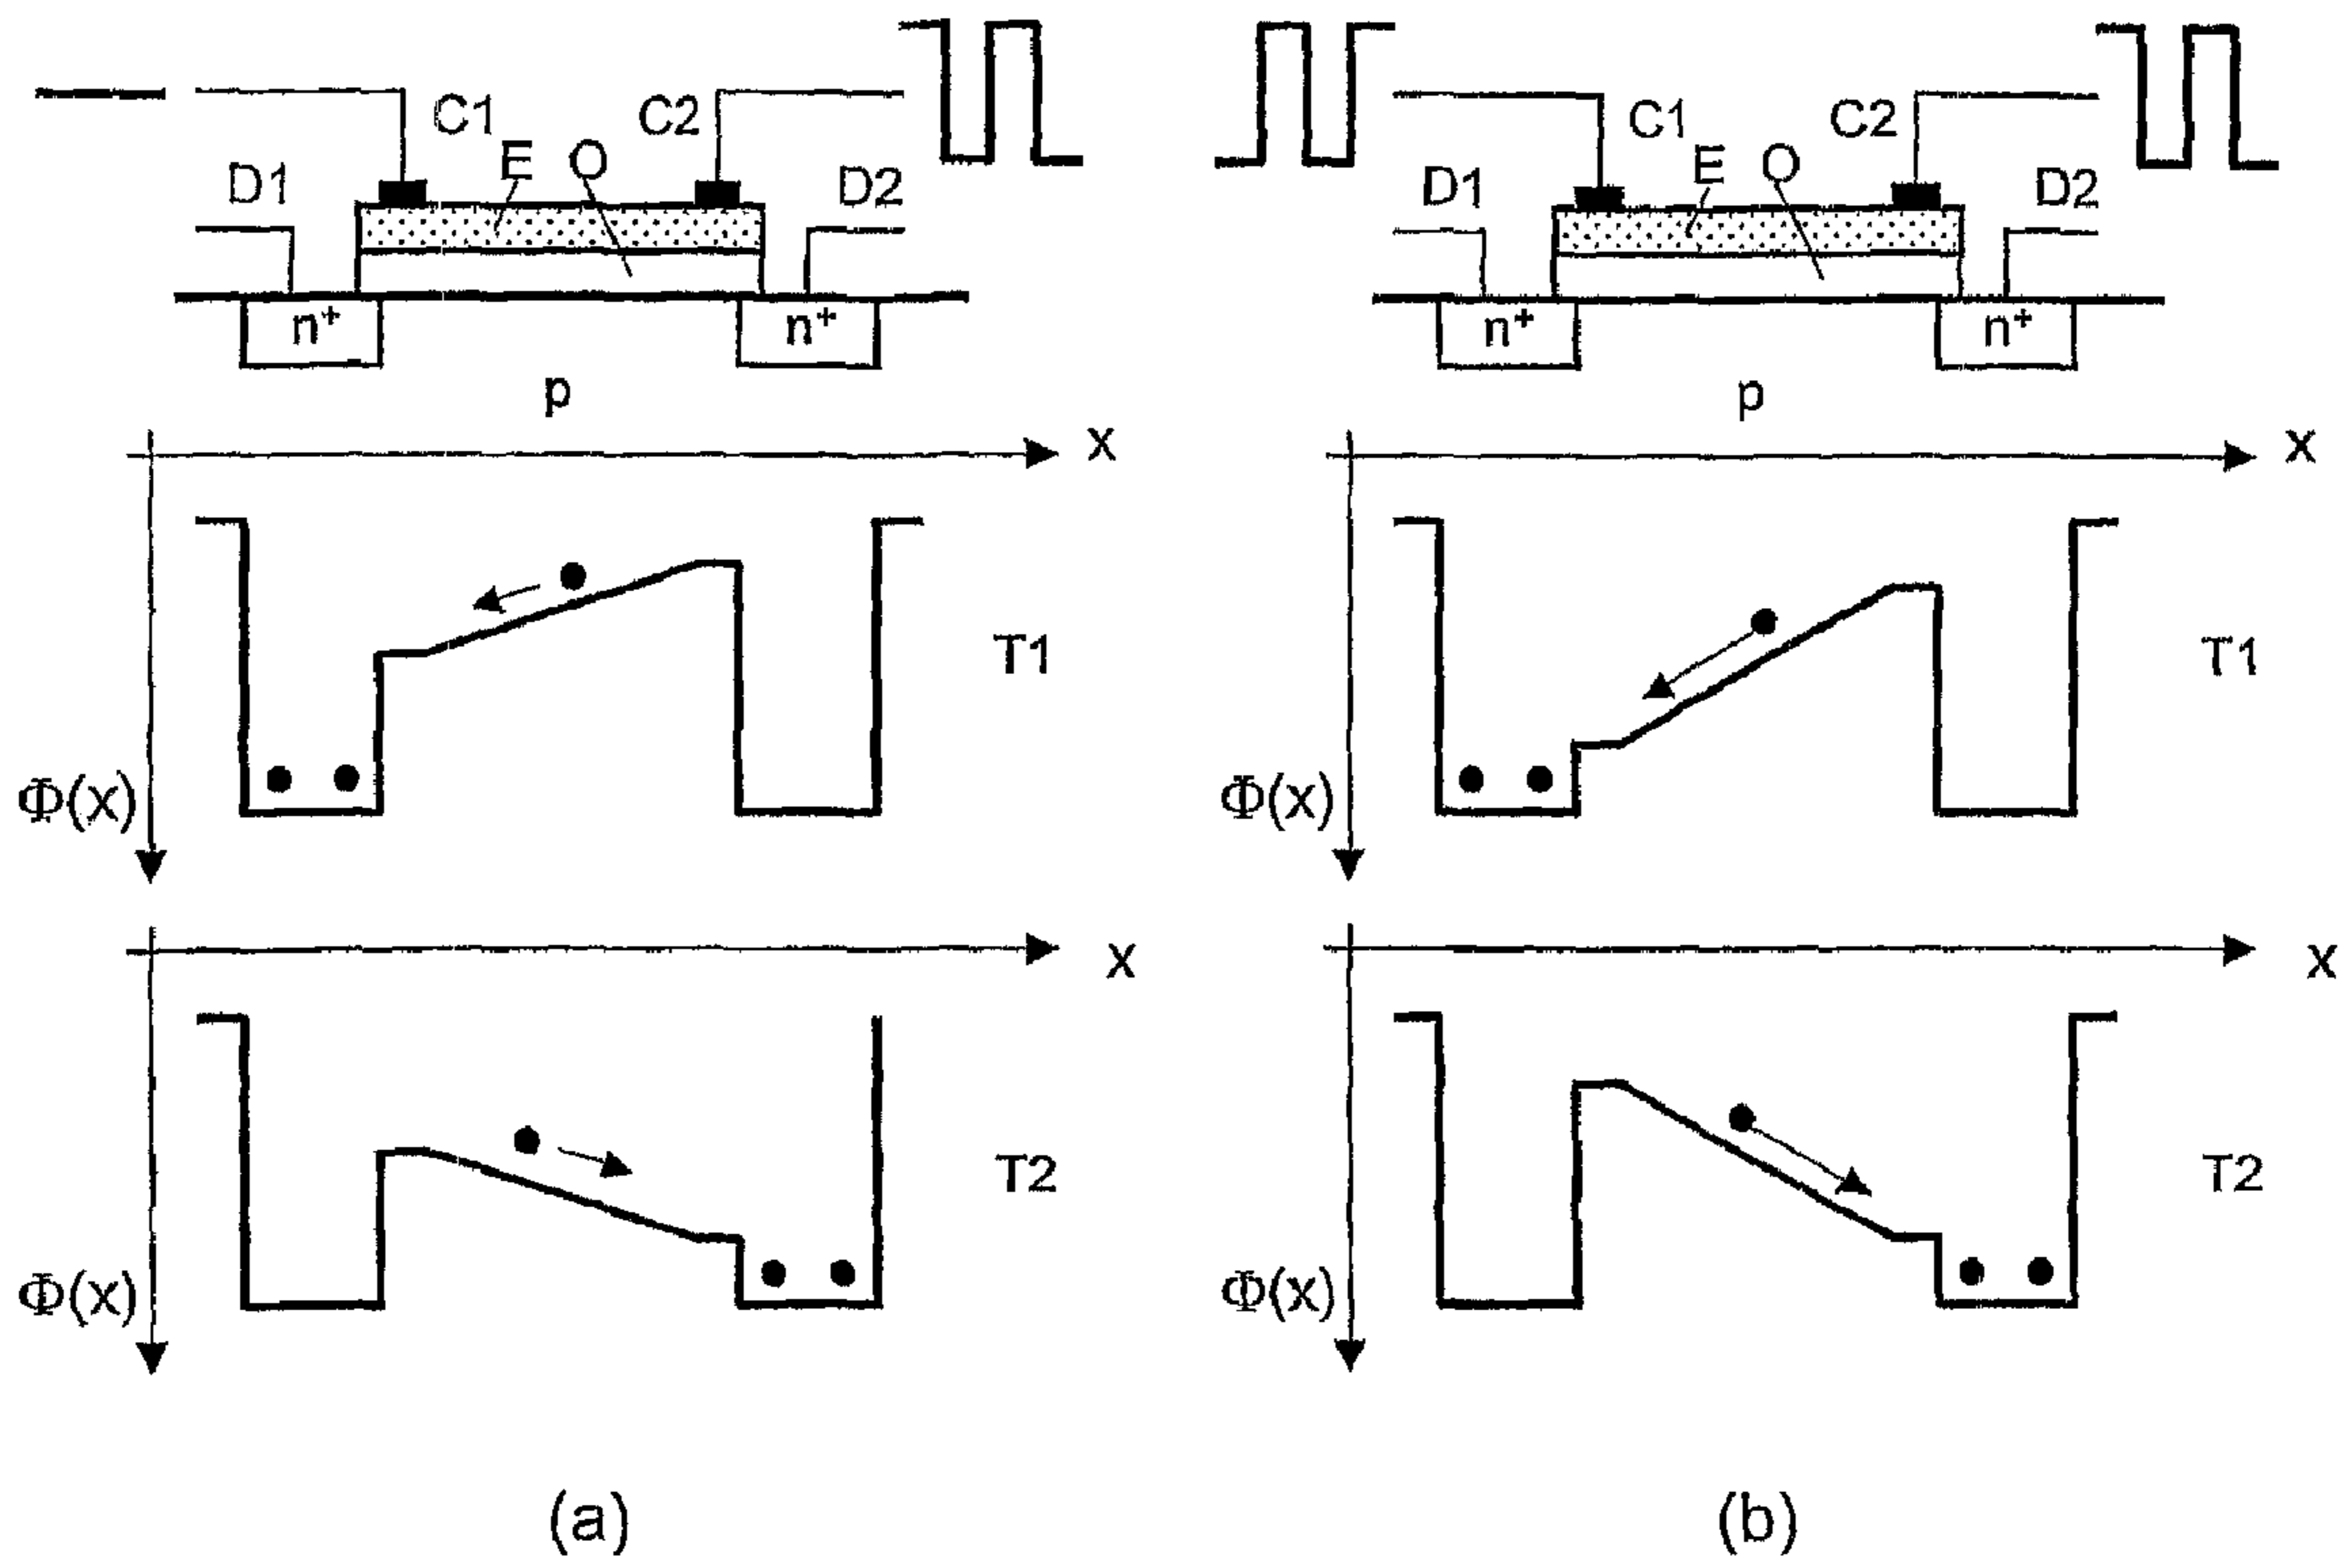 C1 C2
E O
D1 D2
n⁺ n⁺
p
x
T1
Φ(x)
x
T2
Φ(x)
(a)
C1 C2
E O
D1 D2
n⁺ n⁺
p
x
T1
Φ(x)
x
T2
Φ(x)
(b)